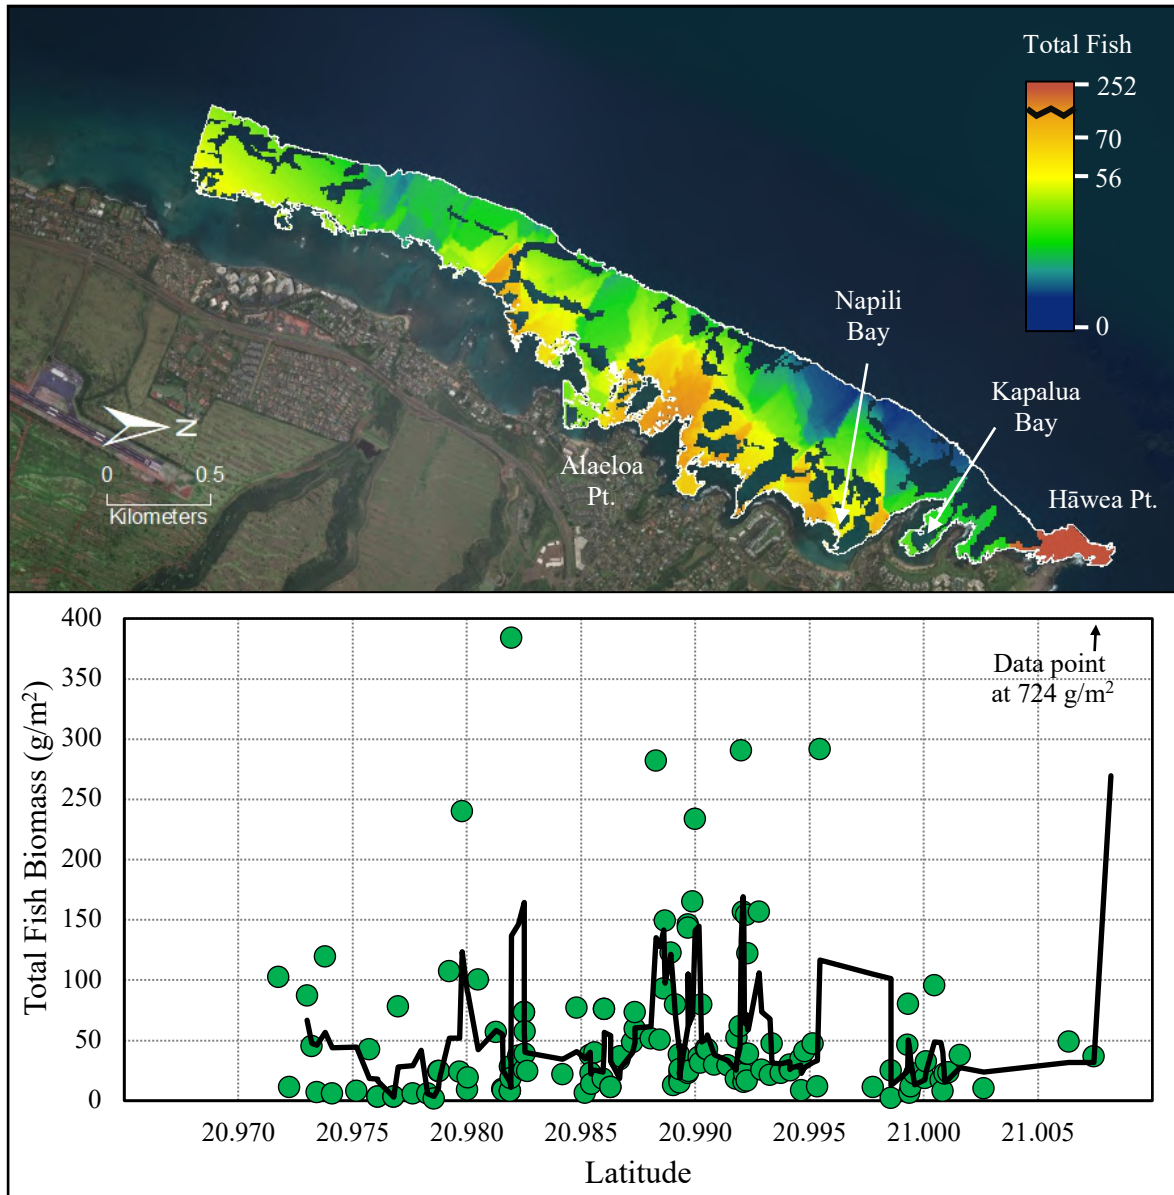 Total Fish
252
70
56
0
Napili
Bay
Kapalua
Bay
Hāwea Pt.
Alaeloa
Pt.
N
0 0.5
Kilometers
Total Fish Biomass (g/m²)
400
350
300
250
200
150
100
50
0
Data point
at 724 g/m²
20.970 20.975 20.980 20.985 20.990 20.995 21.000 21.005
Latitude